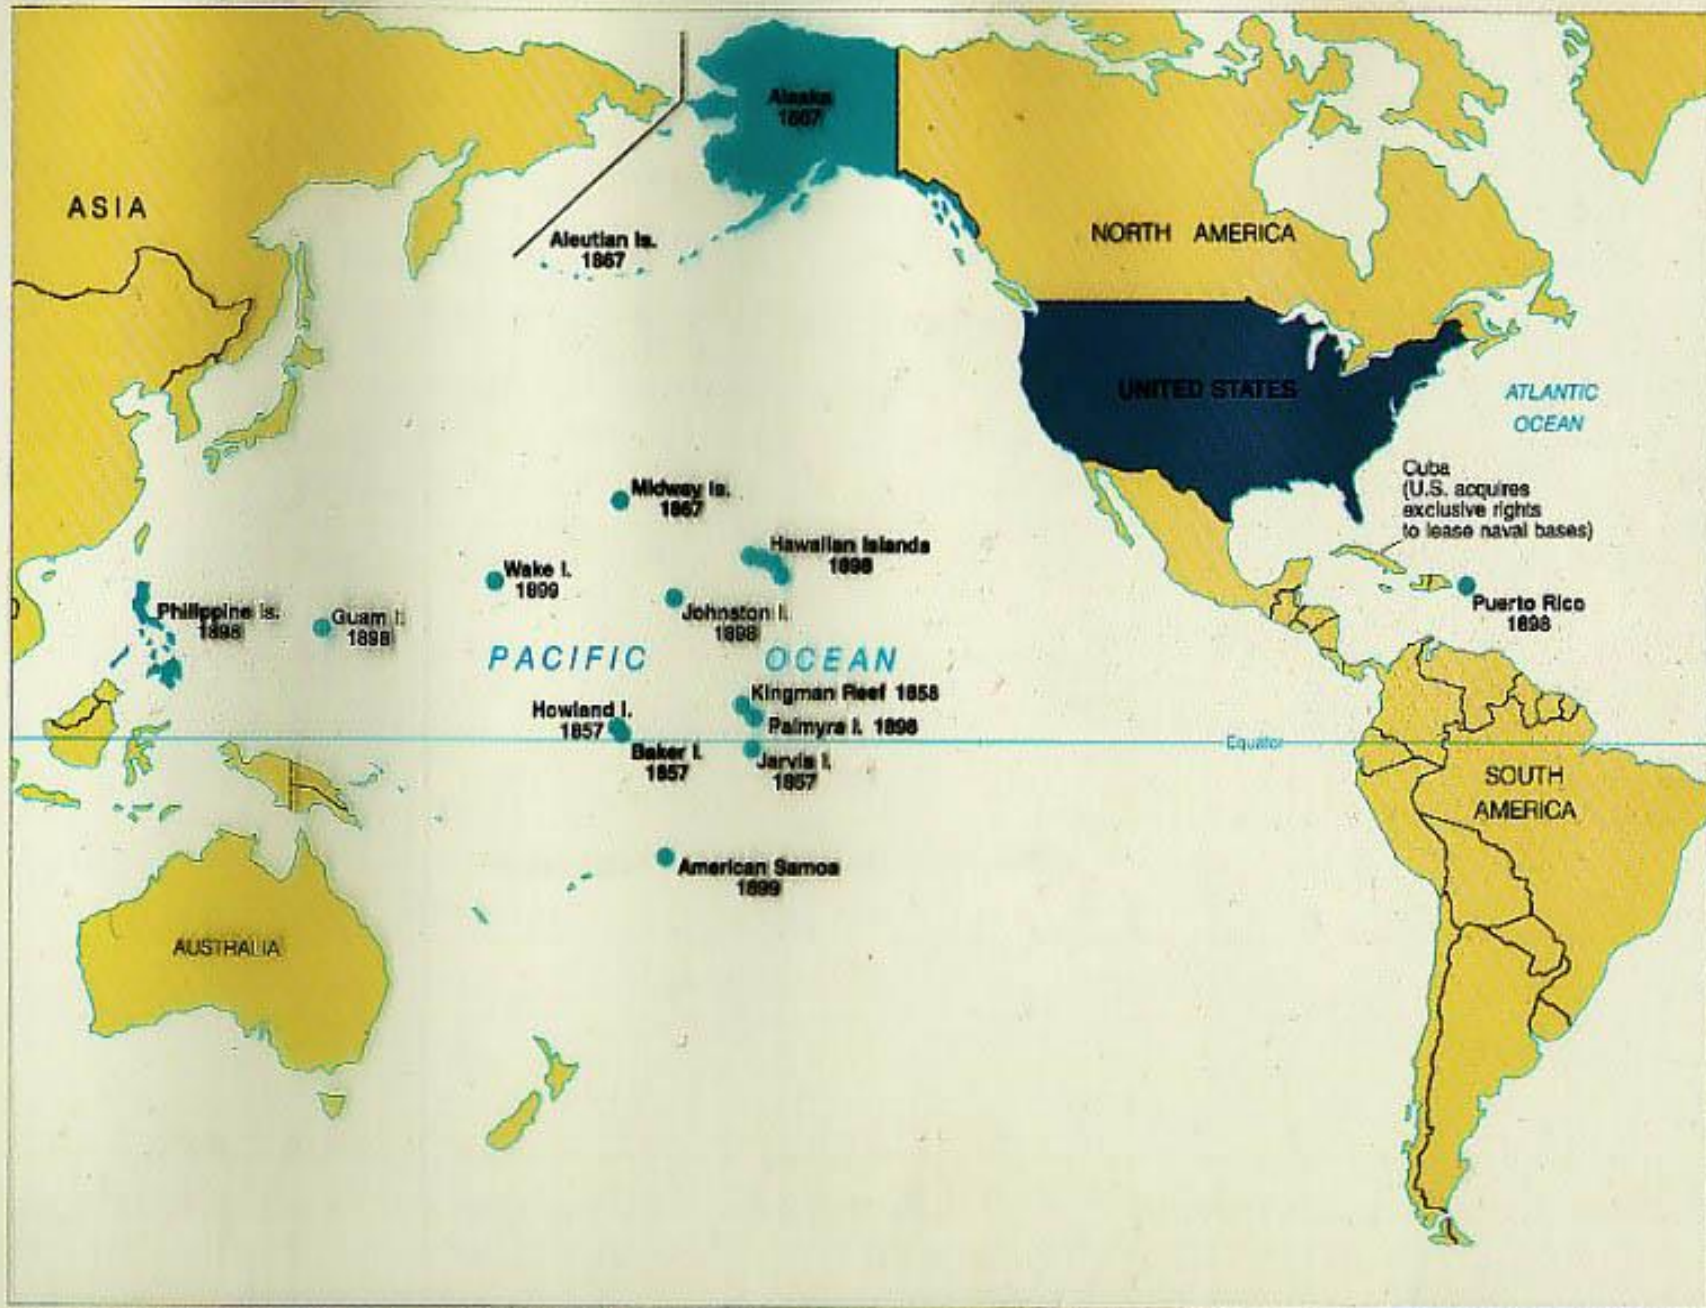 Alaska
1867
ASIA
NORTH AMERICA
Aleutian Is.
1867
UNITED STATES
ATLANTIC
OCEAN
Cuba
(U.S. acquires
exclusive rights
to lease naval bases)
Midway Is.
1867
Hawaiian Islands
1898
Wake I.
1899
Philippine Is.
1898
Guam I.
1898
Johnston I.
1898
Puerto Rico
1898
PACIFIC OCEAN
Kingman Reef 1858
Howland I.
1857
Palmyra I. 1898
Baker I.
1857
Equator
Jarvis I.
1857
SOUTH
AMERICA
American Samoa
1899
AUSTRALIA